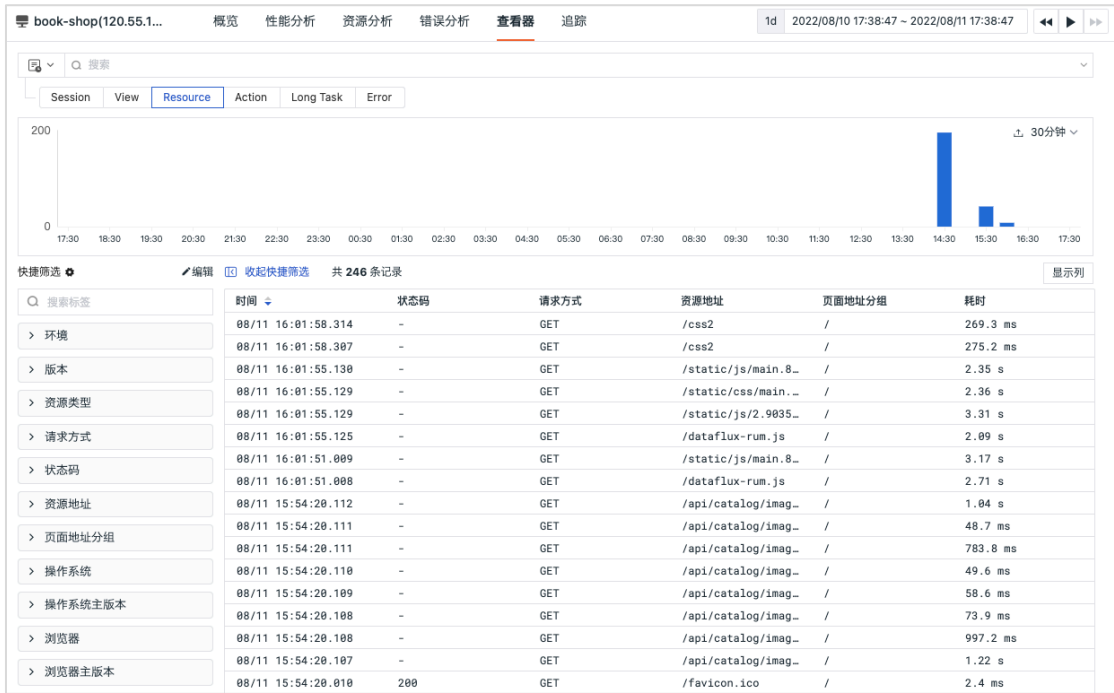 book-shop(120.55.1... 概览 性能分析 资源分析 错误分析 查看器 追踪 1d 2022/08/10 17:38:47 ~ 2022/08/11 17:38:47
搜索
Session View Resource Action Long Task Error
200
30分钟
0
17:30 18:30 19:30 20:30 21:30 22:30 23:30 00:30 01:30 02:30 03:30 04:30 05:30 06:30 07:30 08:30 09:30 10:30 11:30 12:30 13:30 14:30 15:30 16:30 17:30
快捷筛选 编辑 收起快捷筛选 共 246 条记录 显示列
搜索标签
环境
版本
资源类型
请求方式
状态码
资源地址
页面地址分组
操作系统
操作系统主版本
浏览器
浏览器主版本
时间 状态码 请求方式 资源地址 页面地址分组 耗时
08/11 16:01:58.314 - GET /css2 / 269.3 ms
08/11 16:01:58.307 - GET /css2 / 275.2 ms
08/11 16:01:55.130 - GET /static/js/main.8… / 2.35 s
08/11 16:01:55.129 - GET /static/css/main.… / 2.36 s
08/11 16:01:55.129 - GET /static/js/2.9035… / 3.31 s
08/11 16:01:55.125 - GET /dataflux-rum.js / 2.09 s
08/11 16:01:51.009 - GET /static/js/main.8… / 3.17 s
08/11 16:01:51.008 - GET /dataflux-rum.js / 2.71 s
08/11 15:54:20.112 - GET /api/catalog/imag… / 1.04 s
08/11 15:54:20.111 - GET /api/catalog/imag… / 48.7 ms
08/11 15:54:20.111 - GET /api/catalog/imag… / 783.8 ms
08/11 15:54:20.110 - GET /api/catalog/imag… / 49.6 ms
08/11 15:54:20.109 - GET /api/catalog/imag… / 58.6 ms
08/11 15:54:20.108 - GET /api/catalog/imag… / 73.9 ms
08/11 15:54:20.108 - GET /api/catalog/imag… / 997.2 ms
08/11 15:54:20.107 - GET /api/catalog/imag… / 1.22 s
08/11 15:54:20.010 200 GET /favicon.ico / 2.4 ms